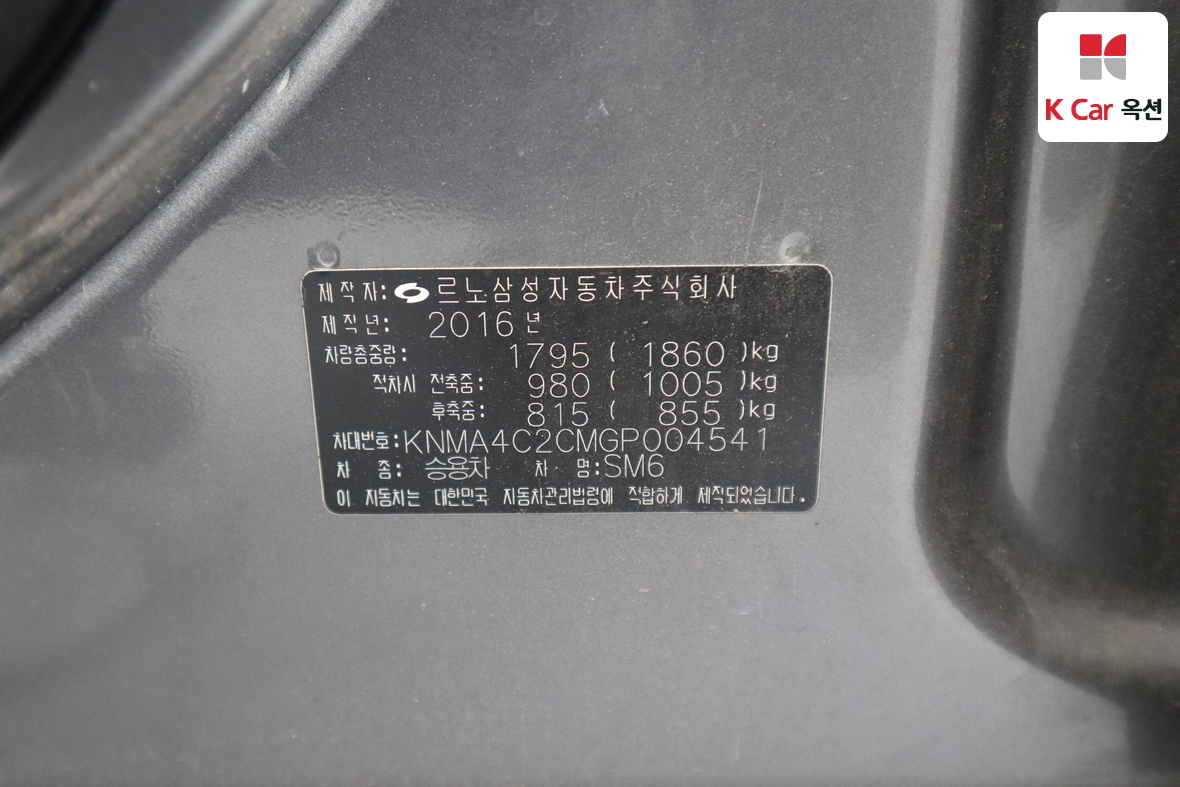 K Car 옥션
제 작 자: 르노삼성자동차주식회사
제 작 년: 2016 년
차량총중량: 1795 ( 1860 )kg
적차시 전축중: 980 ( 1005 )kg
후축중: 815 ( 855 )kg
차대번호:KNMA4C2CMGP004541
차 종: 승용차 차 명:SM6
이 자동차는 대한민국 자동차관리법령에 적합하게 제작되었습니다.